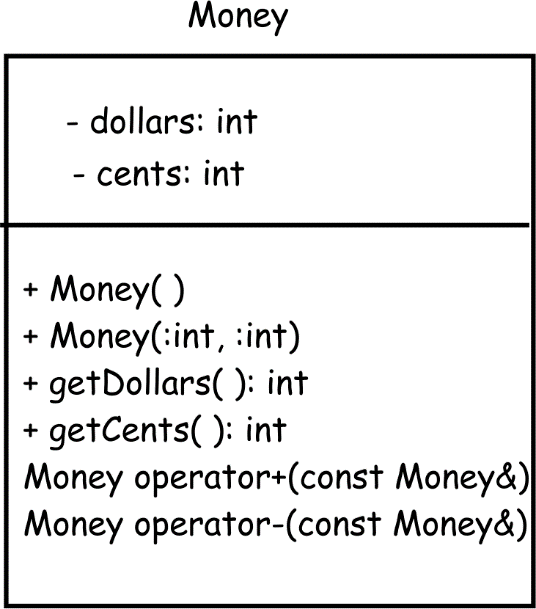 Money
- dollars: int
- cents: int
+ Money( )
+ Money(:int, :int)
+ getDollars( ): int
+ getCents( ): int
Money operator+(const Money&)
Money operator-(const Money&)